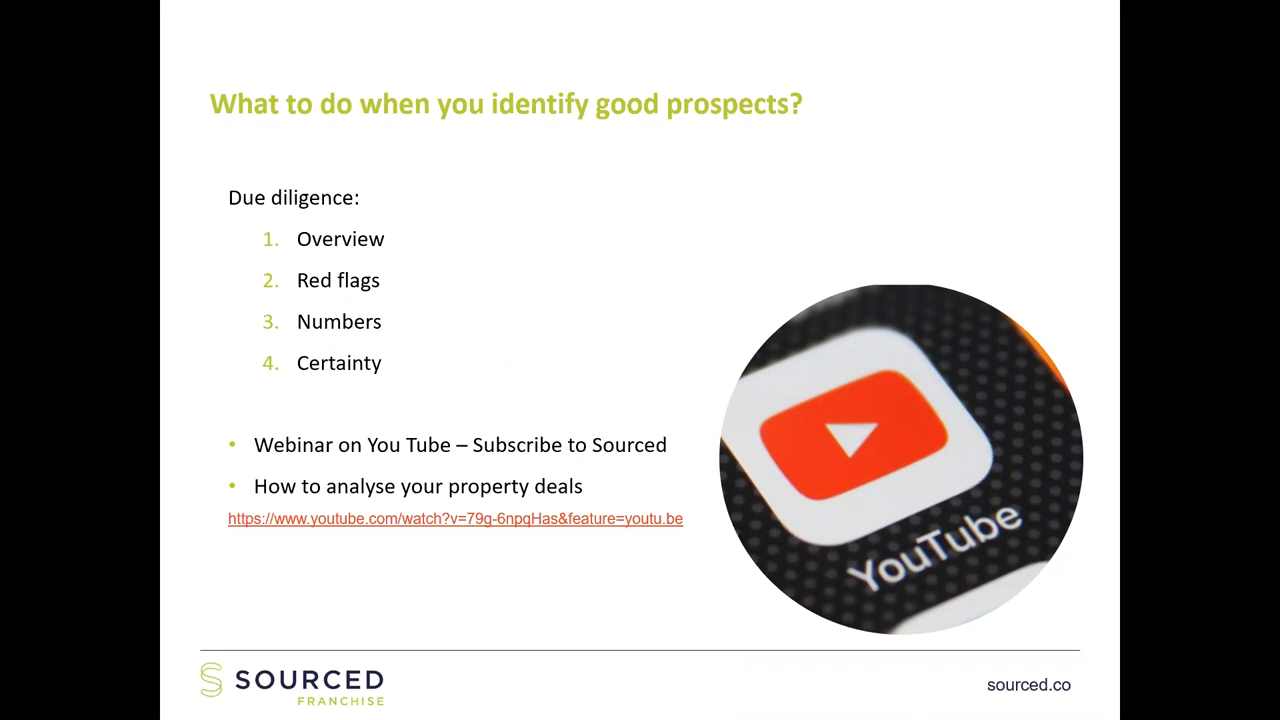 What to do when you identify good prospects?
Due diligence:
1. Overview
2. Red flags
3. Numbers
4. Certainty
• Webinar on You Tube – Subscribe to Sourced
• How to analyse your property deals
https://www.youtube.com/watch?v=79g-6npqHas&feature=youtu.be
YouTube
SOURCED
FRANCHISE
sourced.co